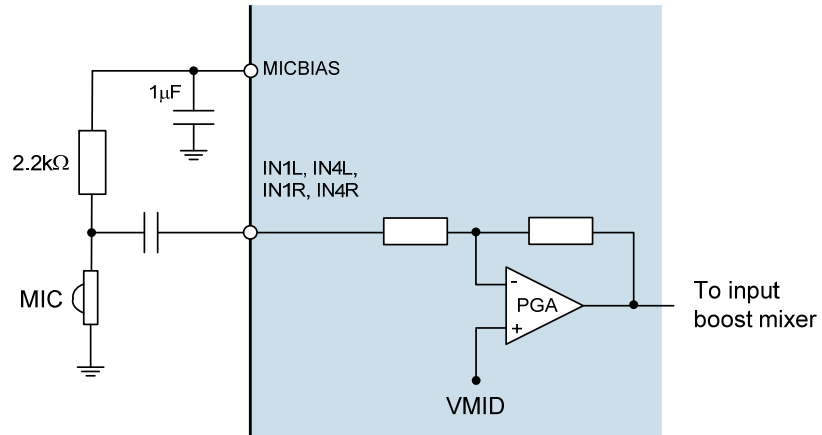 MICBIAS
1μF
2.2kΩ
IN1L, IN4L,
IN1R, IN4R
MIC
-
PGA
+
To input
boost mixer
VMID